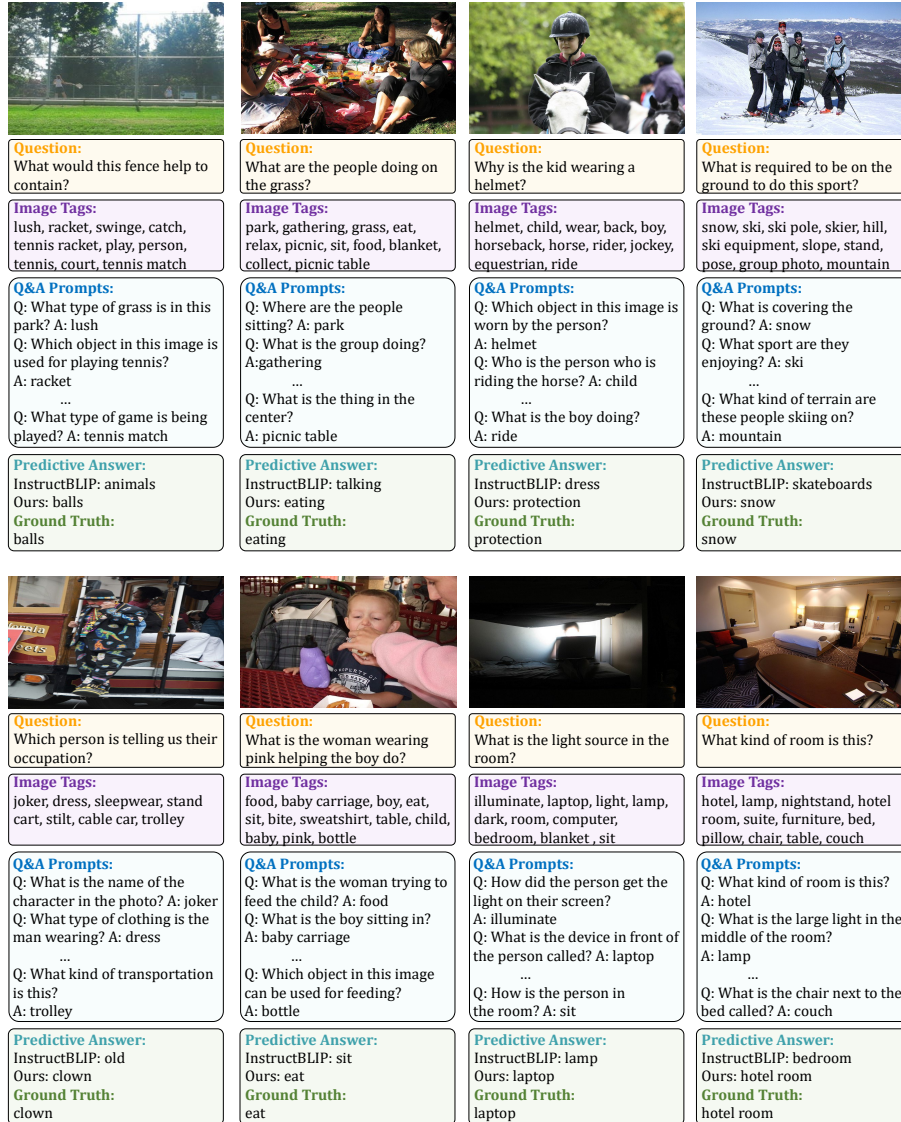 Question:
What would this fence help to
contain?
Image Tags:
lush, racket, swinge, catch,
tennis racket, play, person,
tennis, court, tennis match
Q&A Prompts:
Q: What type of grass is in this
park? A: lush
Q: Which object in this image is
used for playing tennis?
A: racket
...
Q: What type of game is being
played? A: tennis match
Predictive Answer:
InstructBLIP: animals
Ours: balls
Ground Truth:
balls
Question:
What are the people doing on
the grass?
Image Tags:
park, gathering, grass, eat,
relax, picnic, sit, food, blanket,
collect, picnic table
Q&A Prompts:
Q: Where are the people
sitting? A: park
Q: What is the group doing?
A:gathering
...
Q: What is the thing in the
center?
A: picnic table
Predictive Answer:
InstructBLIP: talking
Ours: eating
Ground Truth:
eating
Question:
Why is the kid wearing a
helmet?
Image Tags:
helmet, child, wear, back, boy,
horseback, horse, rider, jockey,
equestrian, ride
Q&A Prompts:
Q: Which object in this image is
worn by the person?
A: helmet
Q: Who is the person who is
riding the horse? A: child
...
Q: What is the boy doing?
A: ride
Predictive Answer:
InstructBLIP: dress
Ours: protection
Ground Truth:
protection
Question:
What is required to be on the
ground to do this sport?
Image Tags:
snow, ski, ski pole, skier, hill,
ski equipment, slope, stand,
pose, group photo, mountain
Q&A Prompts:
Q: What is covering the
ground? A: snow
Q: What sport are they
enjoying? A: ski
...
Q: What kind of terrain are
these people skiing on?
A: mountain
Predictive Answer:
InstructBLIP: skateboards
Ours: snow
Ground Truth:
snow
Question:
Which person is telling us their
occupation?
Image Tags:
joker, dress, sleepwear, stand
cart, stilt, cable car, trolley
Q&A Prompts:
Q: What is the name of the
character in the photo? A: joker
Q: What type of clothing is the
man wearing? A: dress
...
Q: What kind of transportation
is this?
A: trolley
Predictive Answer:
InstructBLIP: old
Ours: clown
Ground Truth:
clown
Question:
What is the woman wearing
pink helping the boy do?
Image Tags:
food, baby carriage, boy, eat,
sit, bite, sweatshirt, table, child,
baby, pink, bottle
Q&A Prompts:
Q: What is the woman trying to
feed the child? A: food
Q: What is the boy sitting in?
A: baby carriage
...
Q: Which object in this image
can be used for feeding?
A: bottle
Predictive Answer:
InstructBLIP: sit
Ours: eat
Ground Truth:
eat
Question:
What is the light source in the
room?
Image Tags:
illuminate, laptop, light, lamp,
dark, room, computer,
bedroom, blanket , sit
Q&A Prompts:
Q: How did the person get the
light on their screen?
A: illuminate
Q: What is the device in front of
the person called? A: laptop
...
Q: How is the person in
the room? A: sit
Predictive Answer:
InstructBLIP: lamp
Ours: laptop
Ground Truth:
laptop
Question:
What kind of room is this?
Image Tags:
hotel, lamp, nightstand, hotel
room, suite, furniture, bed,
pillow, chair, table, couch
Q&A Prompts:
Q: What kind of room is this?
A: hotel
Q: What is the large light in the
middle of the room?
A: lamp
...
Q: What is the chair next to the
bed called? A: couch
Predictive Answer:
InstructBLIP: bedroom
Ours: hotel room
Ground Truth:
hotel room